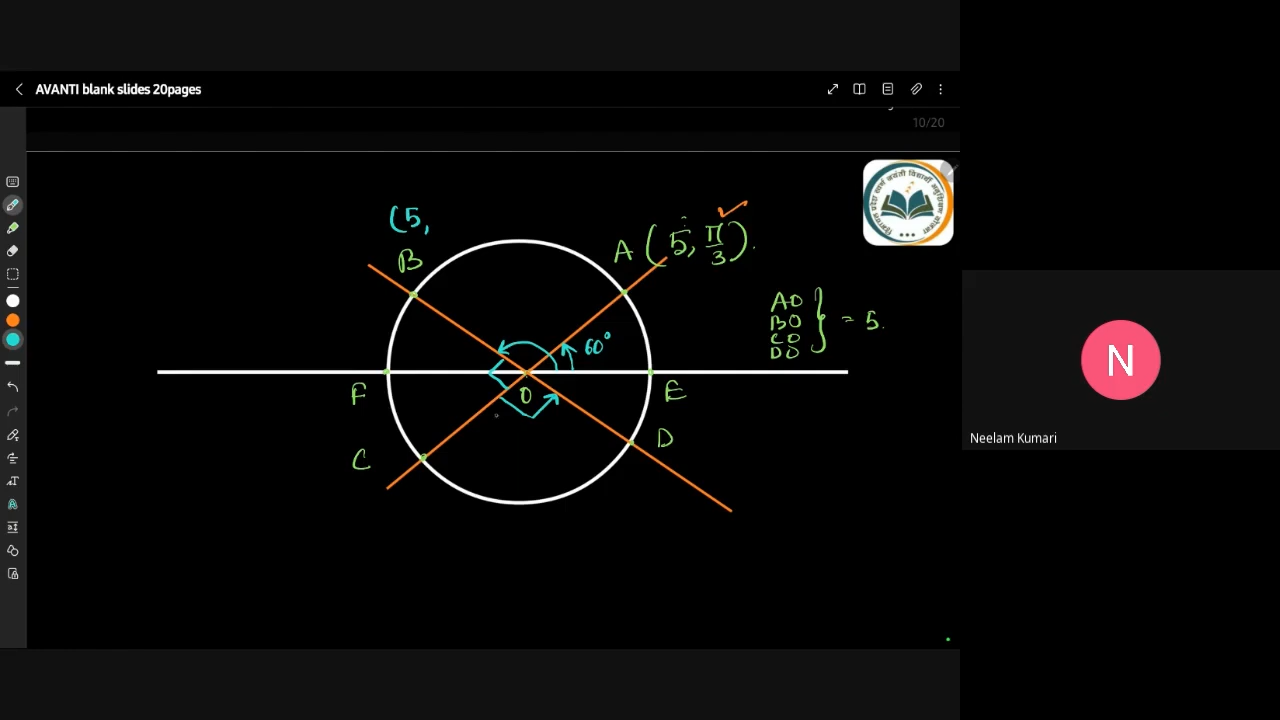 AVANTI blank slides 20pages
10/20
(5,
B
A (5, π/3).
AO
BO
CO
DO
} = 5.
60°
F
O
E
C
D
N
Neelam Kumari